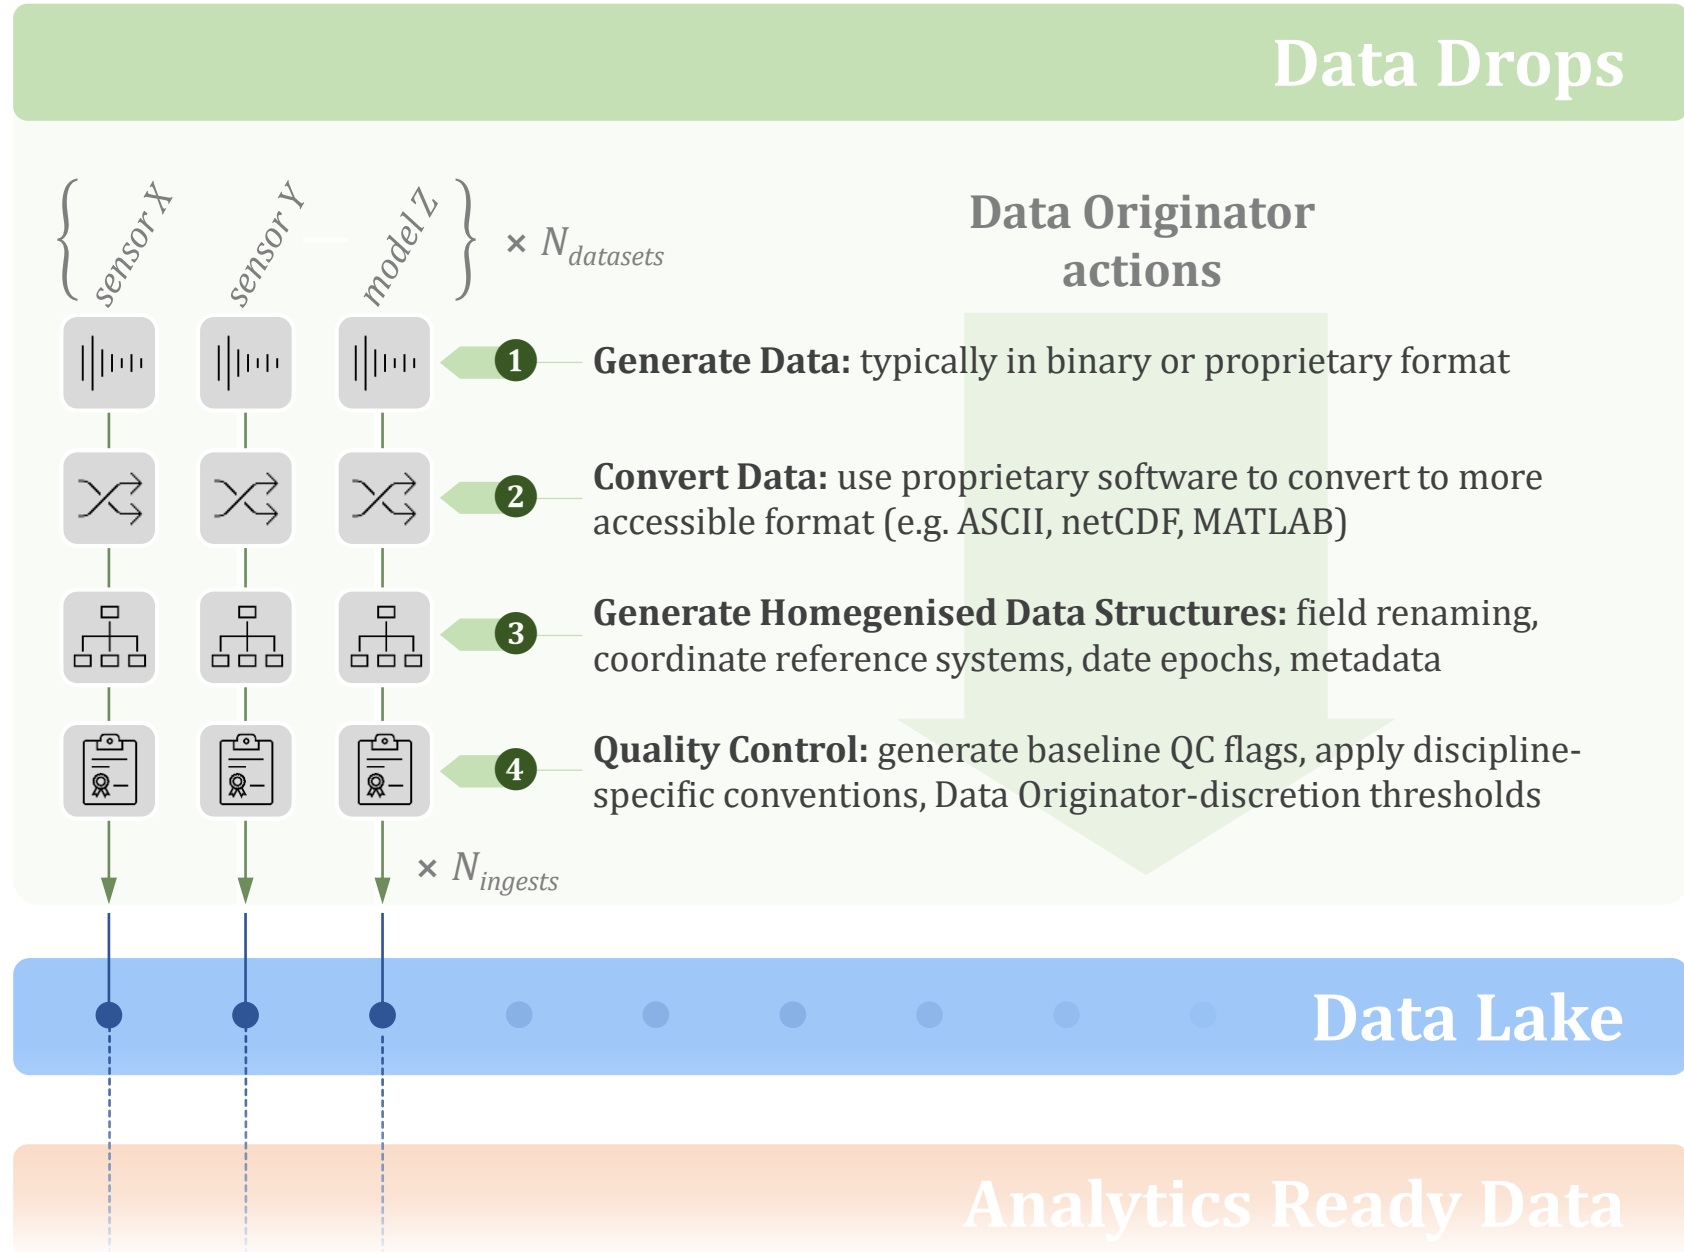 Data Drops
{ sensor X sensor Y model Z } × N_datasets
Data Originator
actions
1 Generate Data: typically in binary or proprietary format
2 Convert Data: use proprietary software to convert to more
accessible format (e.g. ASCII, netCDF, MATLAB)
3 Generate Homegenised Data Structures: field renaming,
coordinate reference systems, date epochs, metadata
4 Quality Control: generate baseline QC flags, apply discipline-
specific conventions, Data Originator-discretion thresholds
× N_ingests
Data Lake
Analytics Ready Data